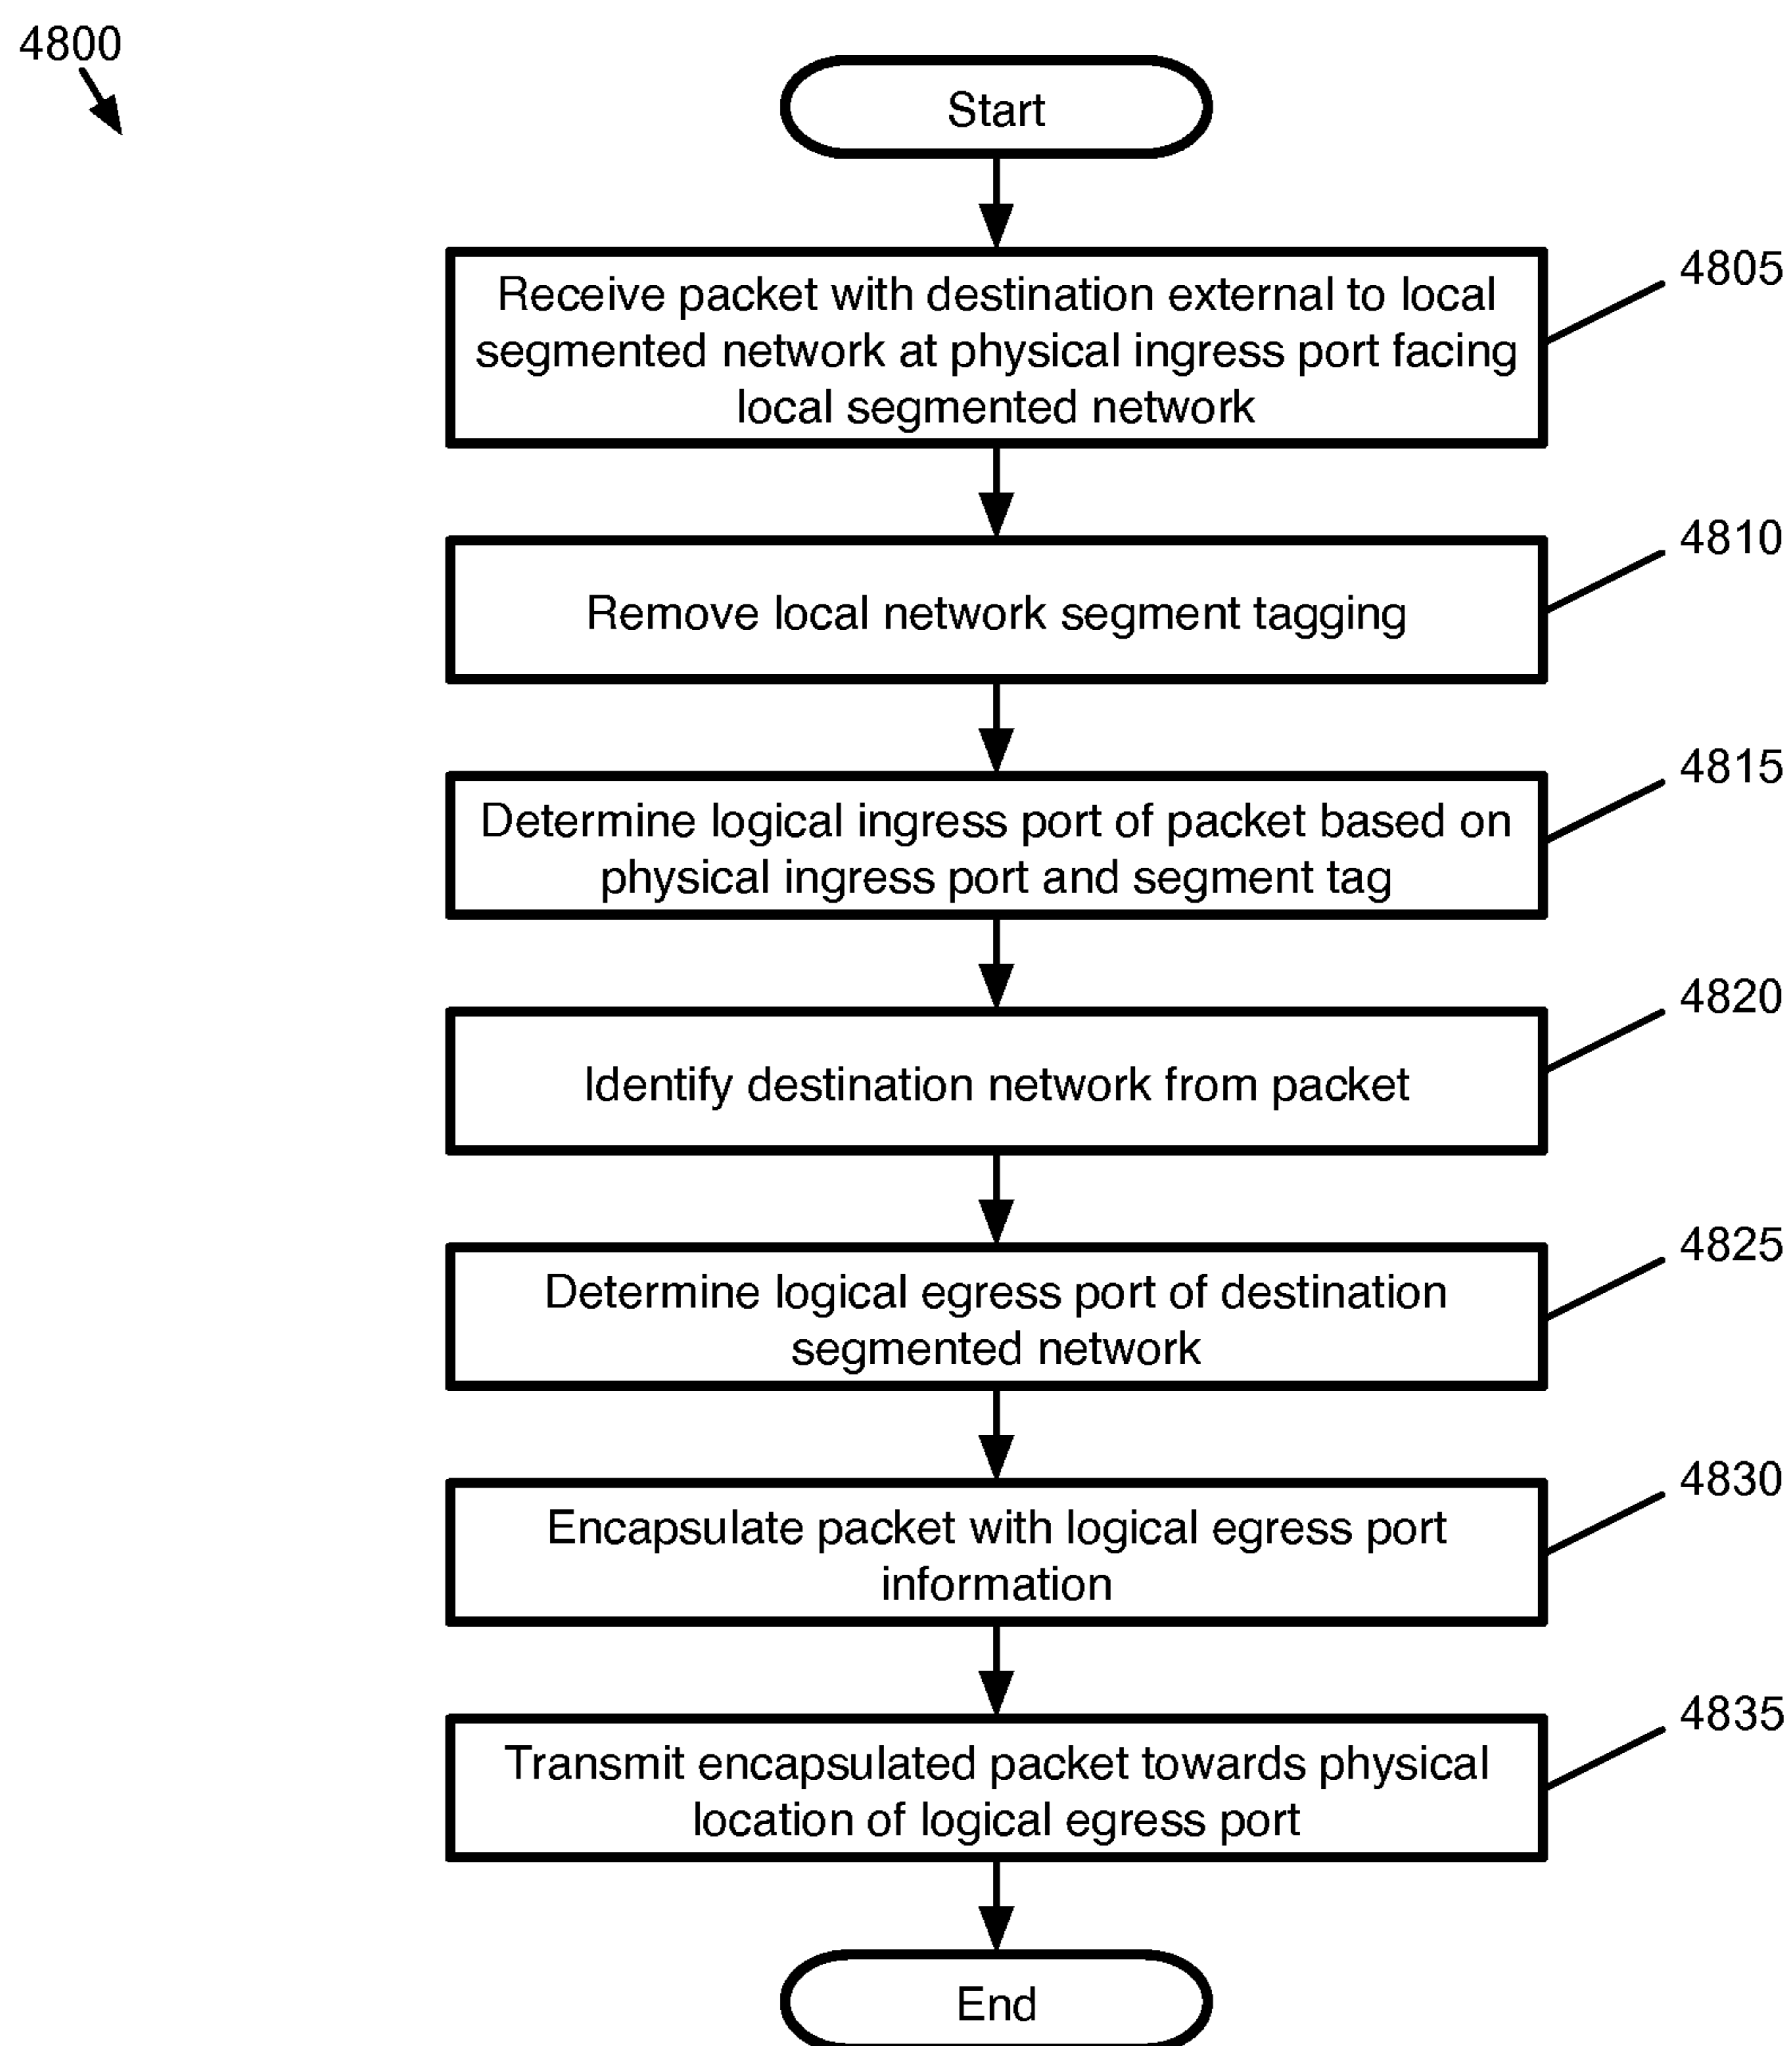 4800
Start
Receive packet with destination external to local
segmented network at physical ingress port facing
local segmented network
4805
Remove local network segment tagging
4810
Determine logical ingress port of packet based on
physical ingress port and segment tag
4815
Identify destination network from packet
4820
Determine logical egress port of destination
segmented network
4825
Encapsulate packet with logical egress port
information
4830
Transmit encapsulated packet towards physical
location of logical egress port
4835
End